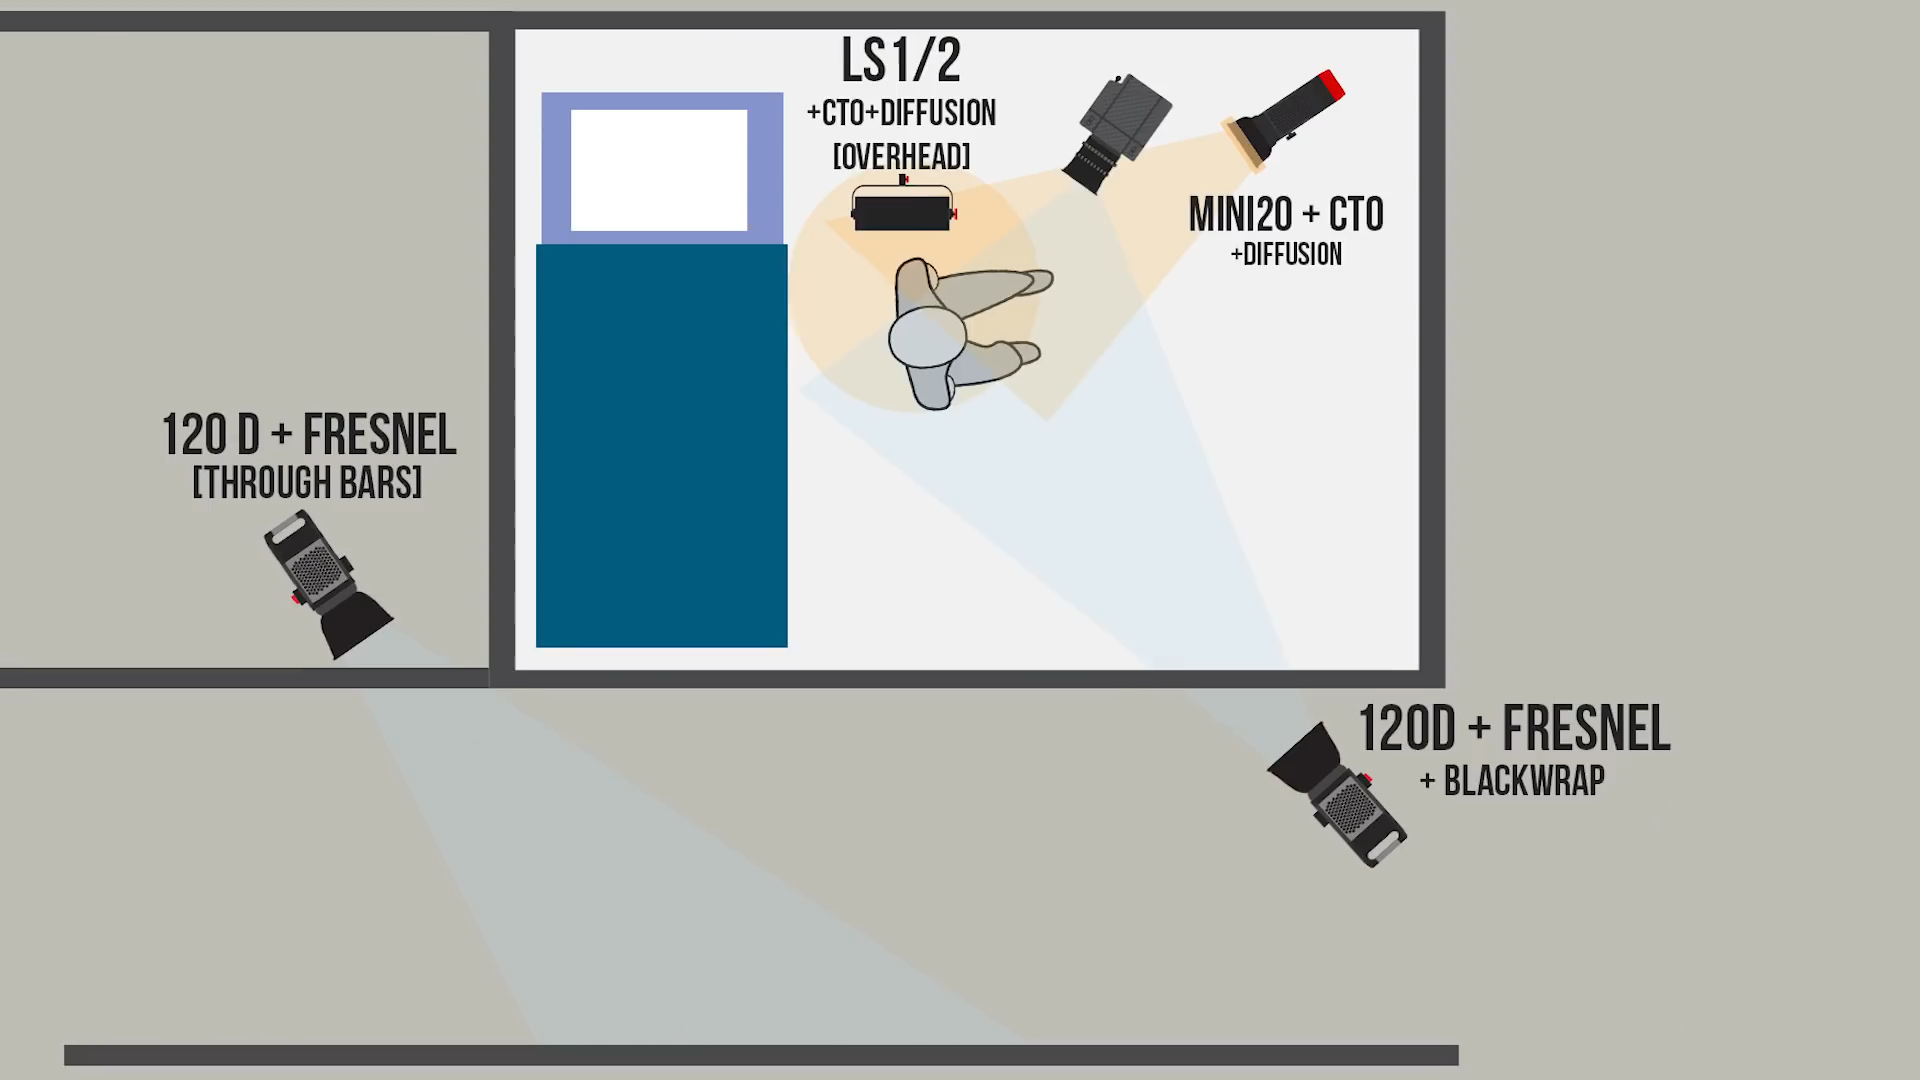 LS1/2
+CTO+DIFFUSION
[OVERHEAD]
MINI20 + CTO
+DIFFUSION
120 D + FRESNEL
[THROUGH BARS]
120D + FRESNEL
+ BLACKWRAP